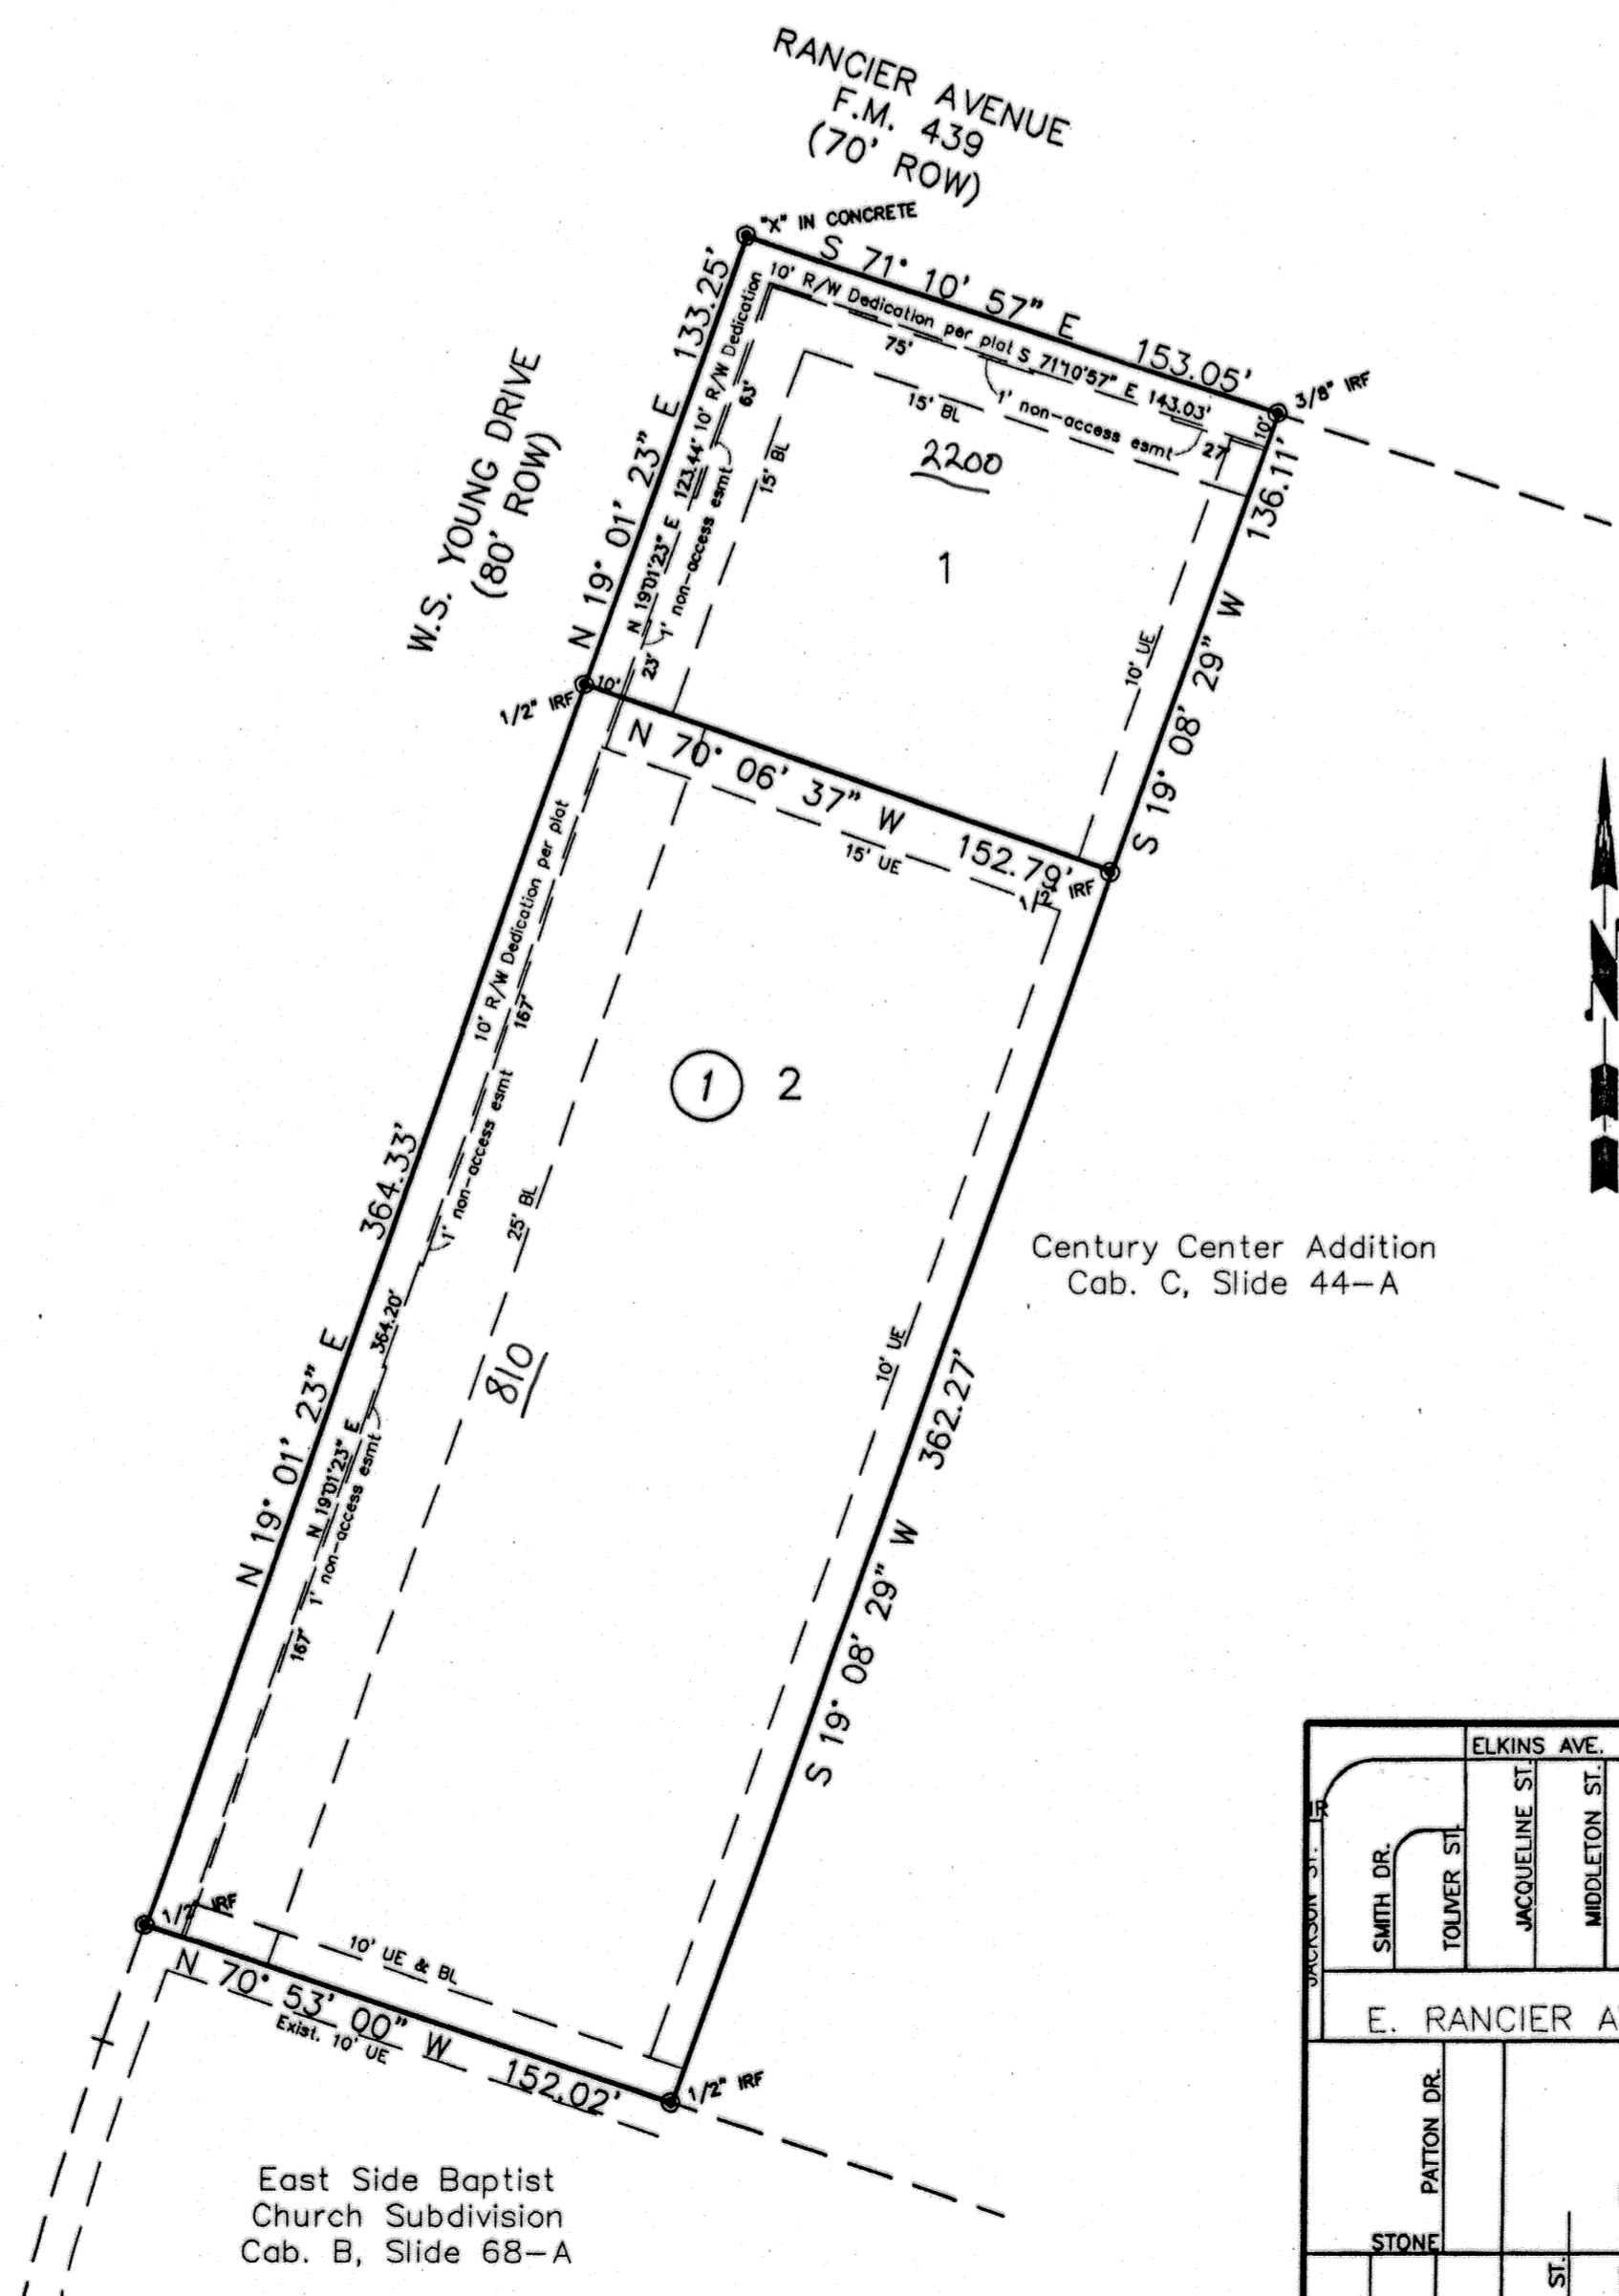 RANCIER AVENUE
F.M. 439
(70' ROW)
"X" IN CONCRETE
S 71° 10' 57" E 153.05'
3/8" IRF
10' R/W Dedication per plat
S 71°10'57" E 143.03'
75'
1' non-access esmt
27'
10'
15' BL
2200
1
W.S. YOUNG DRIVE
(80' ROW)
N 19° 01' 23" E 133.25'
10' R/W Dedication
N 19°01'23" E 123.44'
63'
1' non-access esmt
23'
15' BL
10' UE
S 19° 08' 29" W 136.11'
1/2" IRF
10'
N 70° 06' 37" W 152.79'
15' UE
1/2" IRF
10' R/W Dedication per plat
167'
1' non-access esmt
1 2
25' BL
N 19° 01' 23" E 364.33'
N 19°01'23" E 364.20'
810
1' non-access esmt
167'
10' UE
S 19° 08' 29" W 362.27'
Century Center Addition
Cab. C, Slide 44-A
N
1/2" IRF
10' UE & BL
N 70° 53' 00" W 152.02'
Exist. 10' UE
1/2" IRF
East Side Baptist
Church Subdivision
Cab. B, Slide 68-A
ELKINS AVE.
JACKSON ST.
SMITH DR.
TOLIVER ST.
JACQUELINE ST.
MIDDLETON ST.
E. RANCIER A
PATTON DR.
STONE
ST.